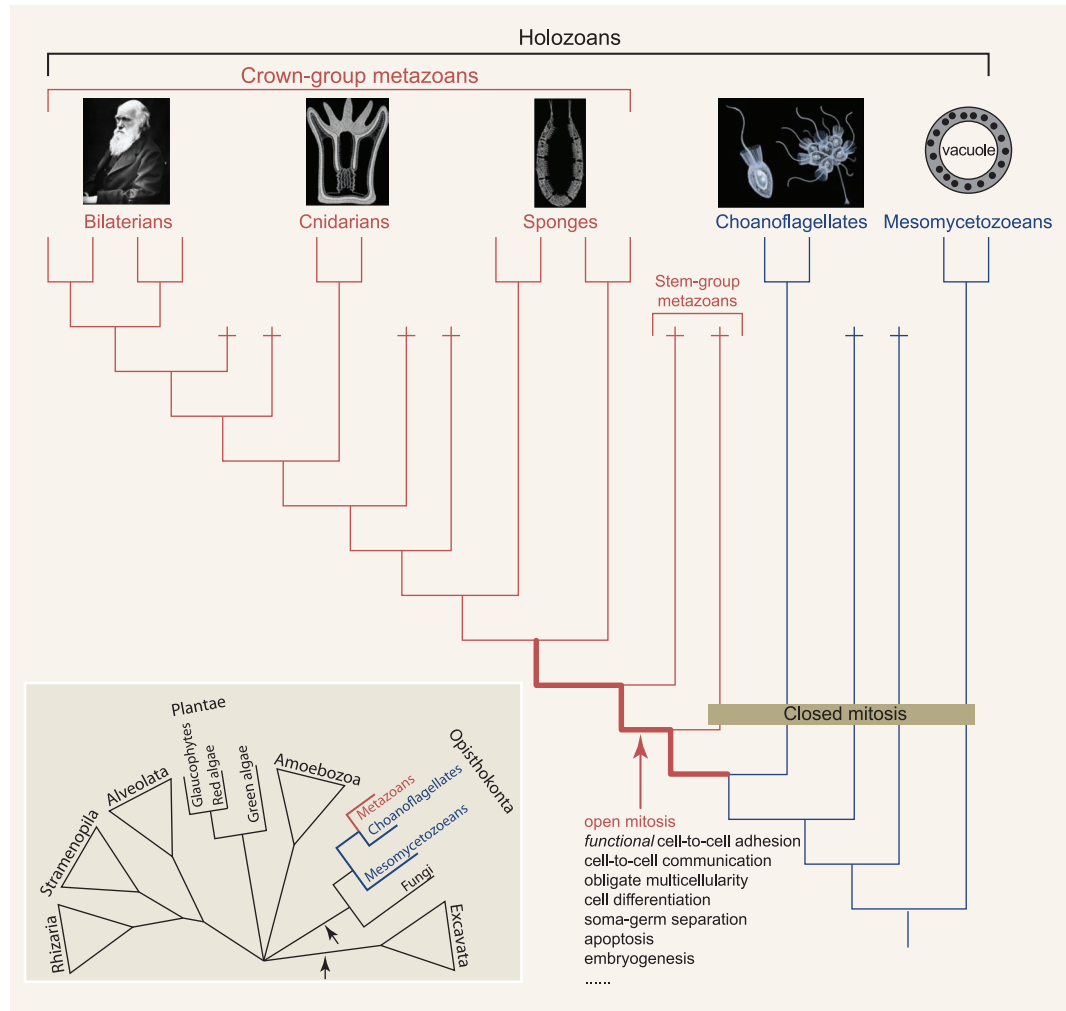 Holozoans
Crown-group metazoans
vacuole
Bilaterians
Cnidarians
Sponges
Choanoflagellates
Mesomycetozoeans
Stem-group
metazoans
Closed mitosis
open mitosis
functional cell-to-cell adhesion
cell-to-cell communication
obligate multicellularity
cell differentiation
soma-germ separation
apoptosis
embryogenesis
......
Plantae
Glaucophytes
Red algae
Green algae
Amoebozoa
Opisthokonta
Metazoans
Choanoflagellates
Mesomycetozoeans
Fungi
Excavata
Alveolata
Stramenopila
Rhizaria